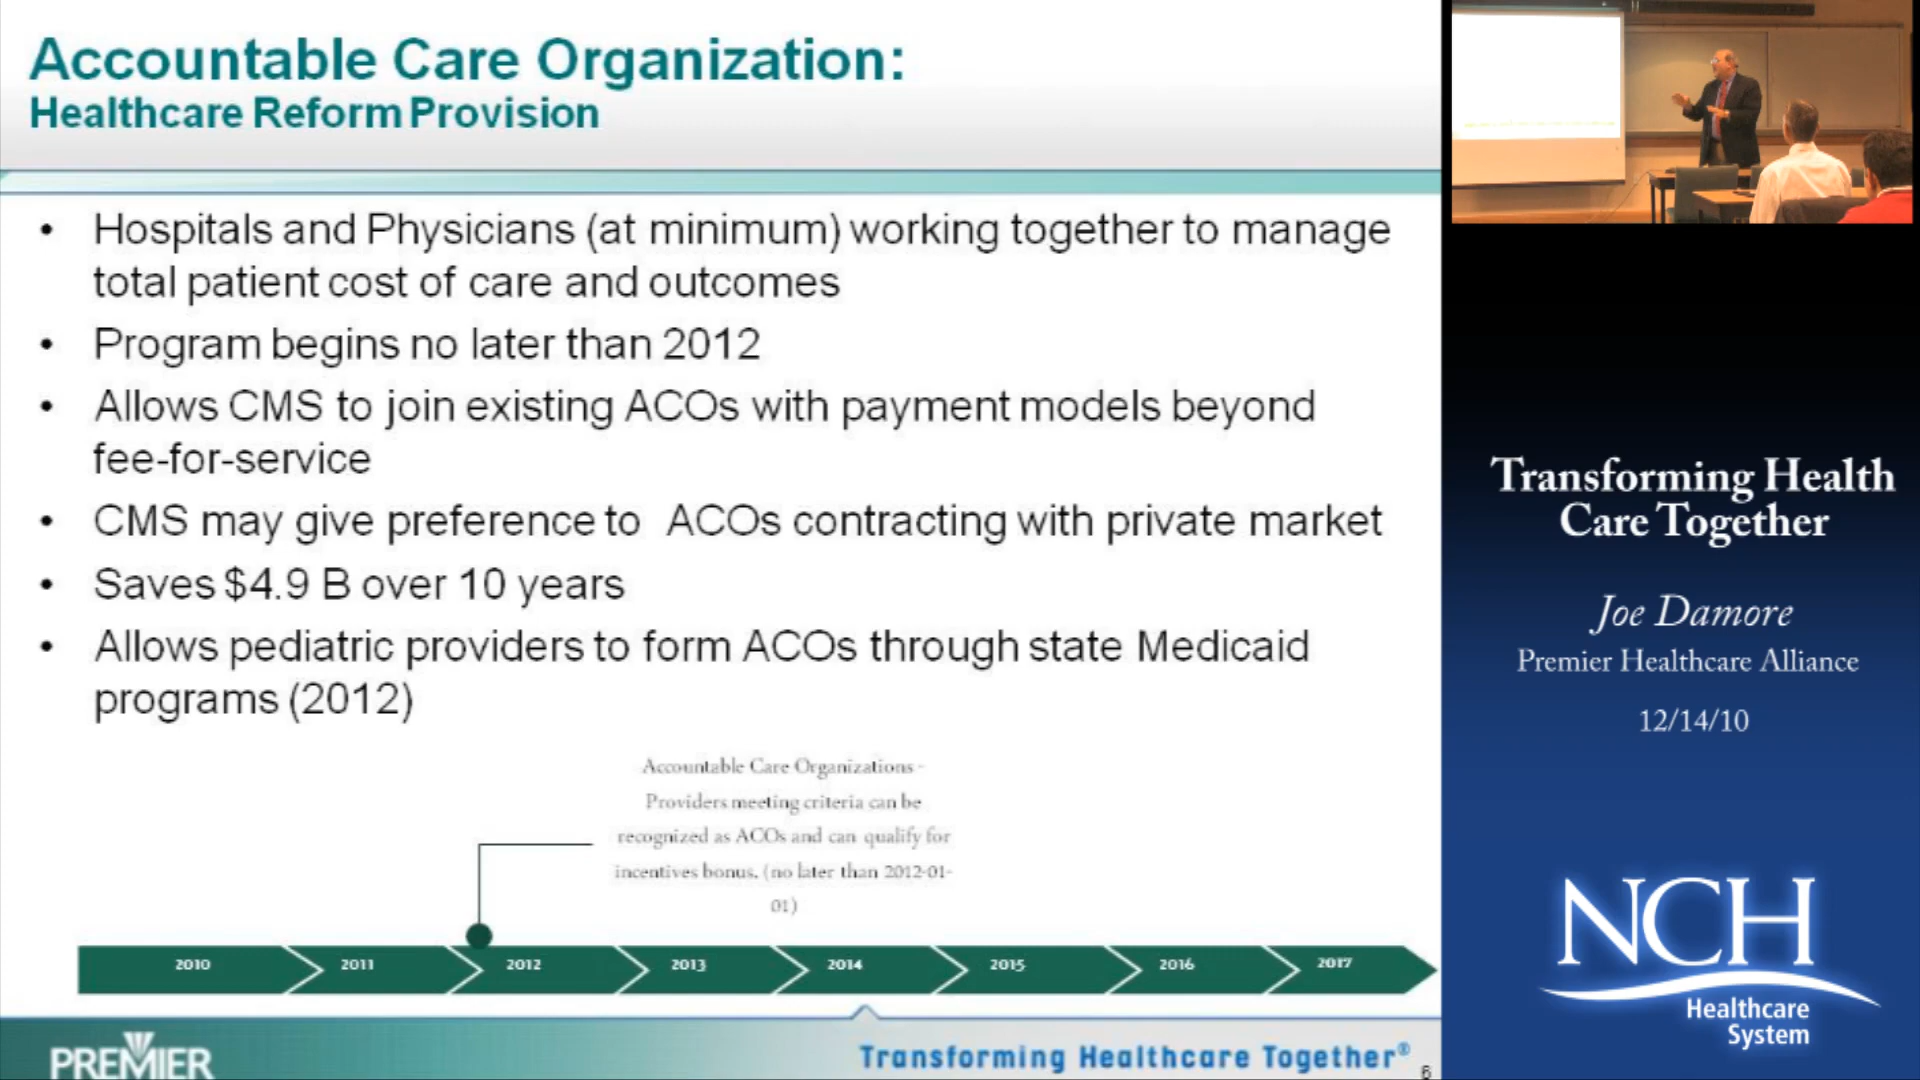 Accountable Care Organization:
Healthcare Reform Provision
• Hospitals and Physicians (at minimum) working together to manage
total patient cost of care and outcomes
• Program begins no later than 2012
• Allows CMS to join existing ACOs with payment models beyond
fee-for-service
• CMS may give preference to ACOs contracting with private market
• Saves $4.9 B over 10 years
• Allows pediatric providers to form ACOs through state Medicaid
programs (2012)
Accountable Care Organizations -
Providers meeting criteria can be
recognized as ACOs and can qualify for
incentives bonus. (no later than 2012-01-
01)
2010 2011 2012 2013 2014 2015 2016 2017
PREMIER
Transforming Healthcare Together®
6
Transforming Health
Care Together
Joe Damore
Premier Healthcare Alliance
12/14/10
NCH
Healthcare
System